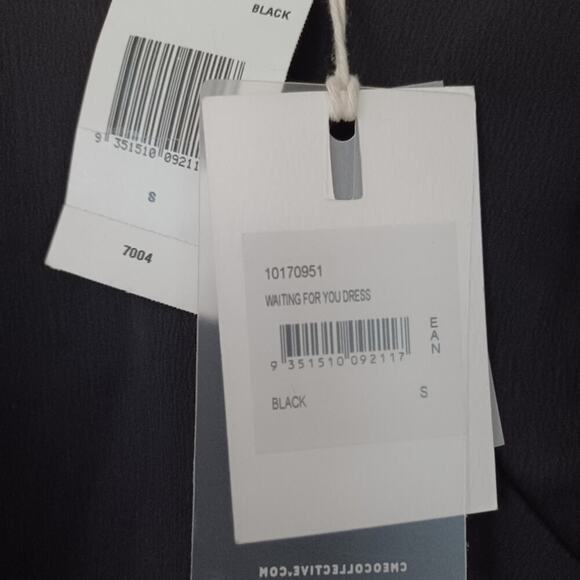 BLACK
9 351510 09211
S
7004
10170951
WAITING FOR YOU DRESS
9 351510 092117
EAN
BLACK S
CMEOCOLLECTIVE.COM